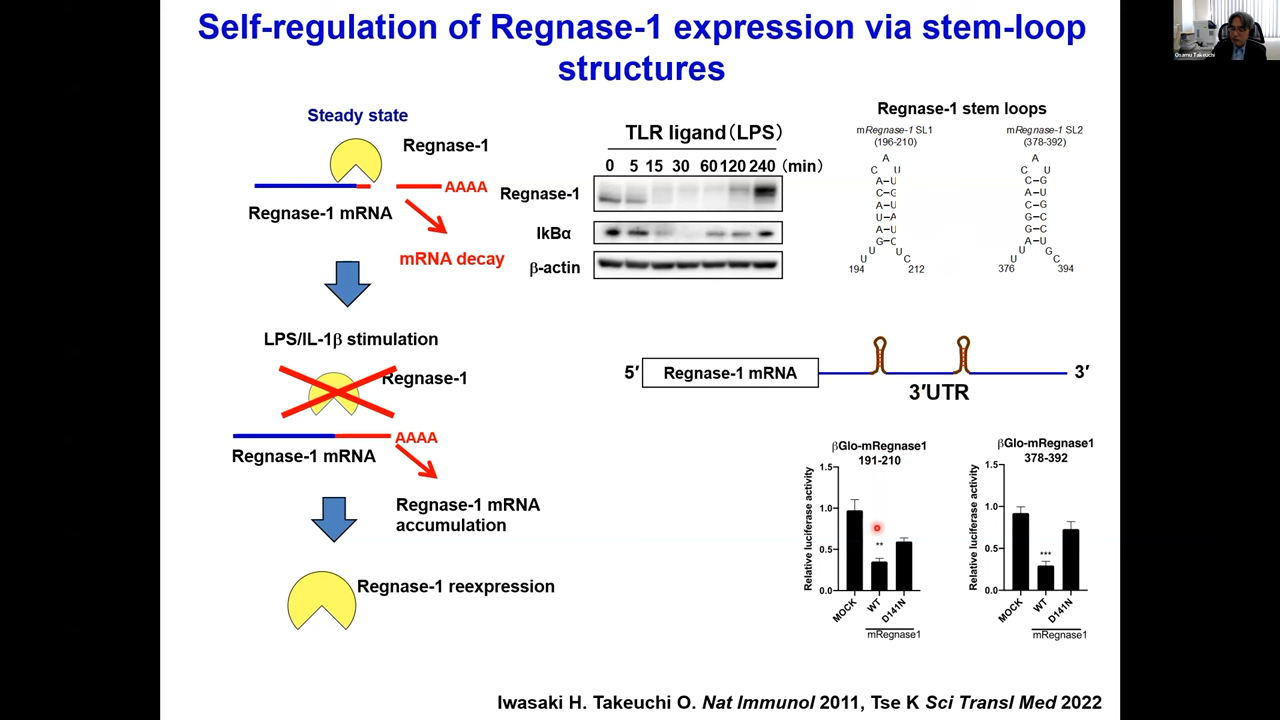 Self-regulation of Regnase-1 expression via stem-loop
structures
Osamu Takeuchi
Steady state
Regnase-1
AAAA
Regnase-1 mRNA
mRNA decay
LPS/IL-1β stimulation
Regnase-1
AAAA
Regnase-1 mRNA
Regnase-1 mRNA
accumulation
Regnase-1 reexpression
TLR ligand（LPS）
0 5 15 30 60 120 240 (min)
Regnase-1
IkBα
β-actin
Regnase-1 stem loops
mRegnase-1 SL1
(196-210)
A
C U
A–U
C–G
A–U
U–A
A–U
G–C
U U
U C
194 212
mRegnase-1 SL2
(378-392)
A
C U
A–U
C–G
A–U
C–G
G–C
G–C
A–U
U G
U C
376 394
5′ Regnase-1 mRNA 3′
3′UTR
βGlo-mRegnase1
191-210
Relative luciferase activity
1.5
1.0
0.5
0.0
**
MOCK WT D141N
mRegnase1
βGlo-mRegnase1
378-392
Relative luciferase activity
1.5
1.0
0.5
0.0
***
MOCK WT D141N
mRegnase1
Iwasaki H. Takeuchi O. Nat Immunol 2011, Tse K Sci Transl Med 2022